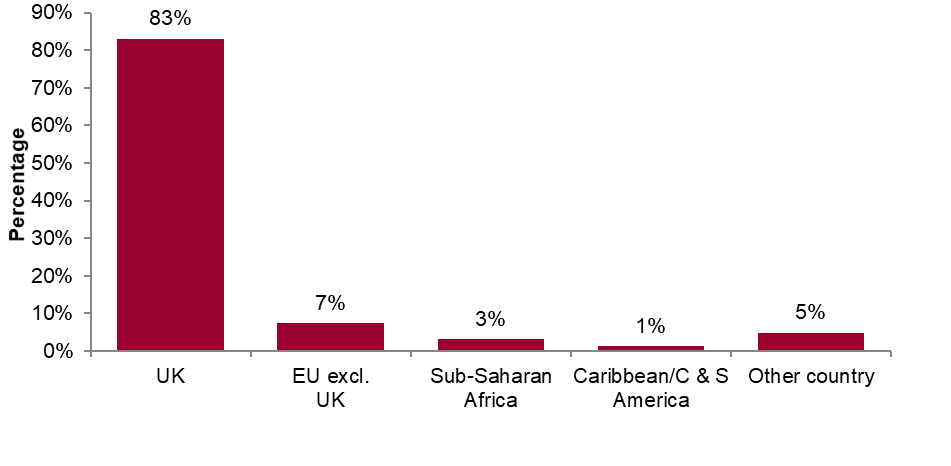 90%
80%
70%
60%
50%
40%
30%
20%
10%
0%
Percentage
83%
7%
3%
1%
5%
UK
EU excl.
UK
Sub-Saharan
Africa
Caribbean/C & S
America
Other country